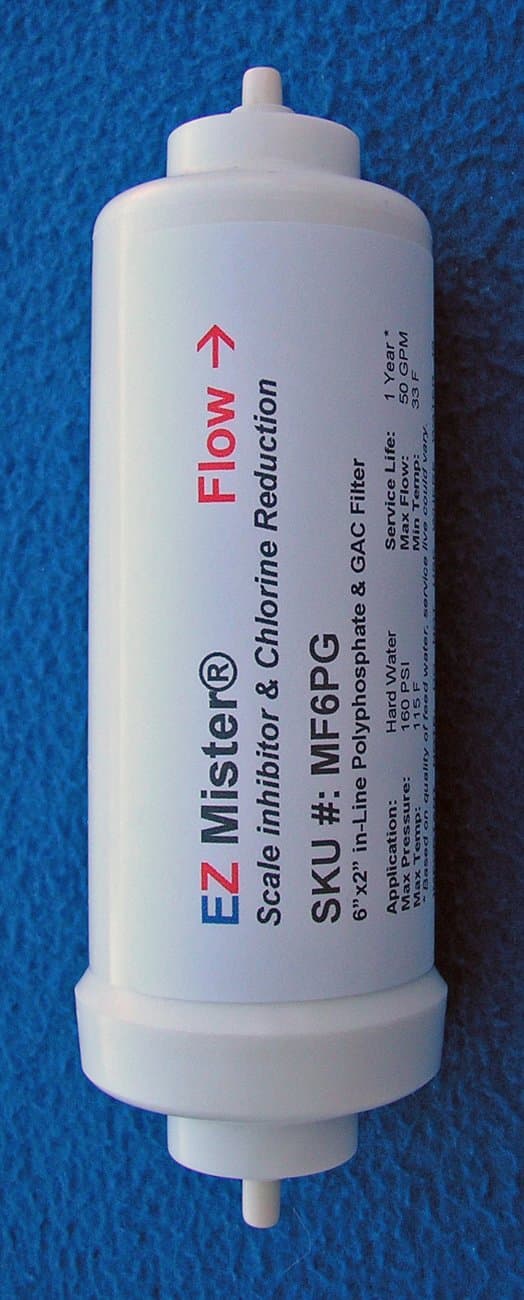 EZ Mister® Flow →
Scale inhibitor & Chlorine Reduction
SKU #: MF6PG
6”x2” in-Line Polyphosphate & GAC Filter
Application: Hard Water Service Life: 1 Year *
Max Pressure: 160 PSI Max Flow: 50 GPM
Max Temp: 115 F Min Temp: 33 F
* Based on quality of feed water, service live could vary.